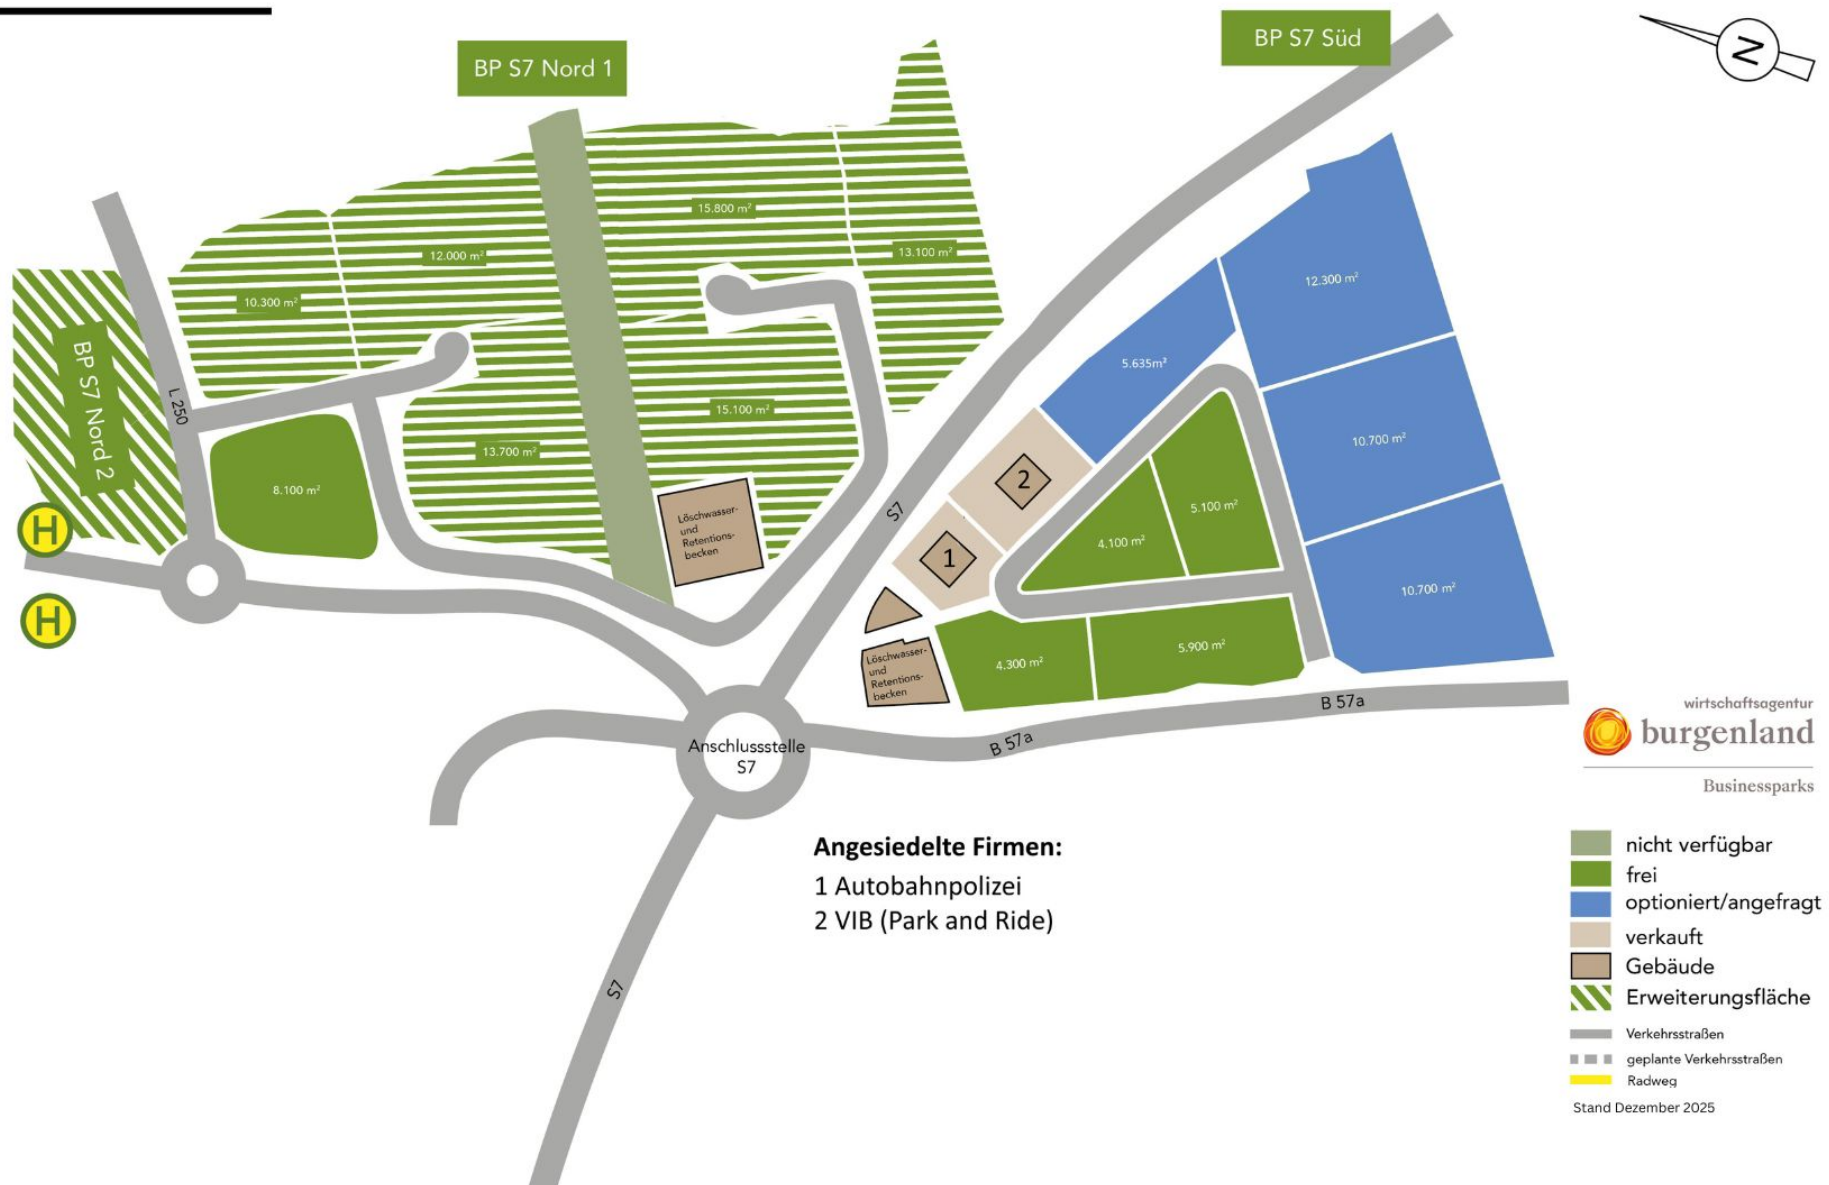 BP S7 Nord 1
BP S7 Süd
N
15.800 m²
12.000 m²
13.100 m²
10.300 m²
12.300 m²
5.635m²
BP S7 Nord 2
L 250
15.100 m²
13.700 m²
10.700 m²
8.100 m²
2
5.100 m²
S7
4.100 m²
H
Löschwasser-
und
Retentions-
becken
1
10.700 m²
H
5.900 m²
4.300 m²
Löschwasser-
und
Retentions-
becken
B 57a
B 57a
Anschlussstelle
S7
wirtschaftsagentur
burgenland
Businessparks
Angesiedelte Firmen:
1 Autobahnpolizei
2 VIB (Park and Ride)
S7
nicht verfügbar
frei
optioniert/angefragt
verkauft
Gebäude
Erweiterungsfläche
Verkehrsstraßen
geplante Verkehrsstraßen
Radweg
Stand Dezember 2025